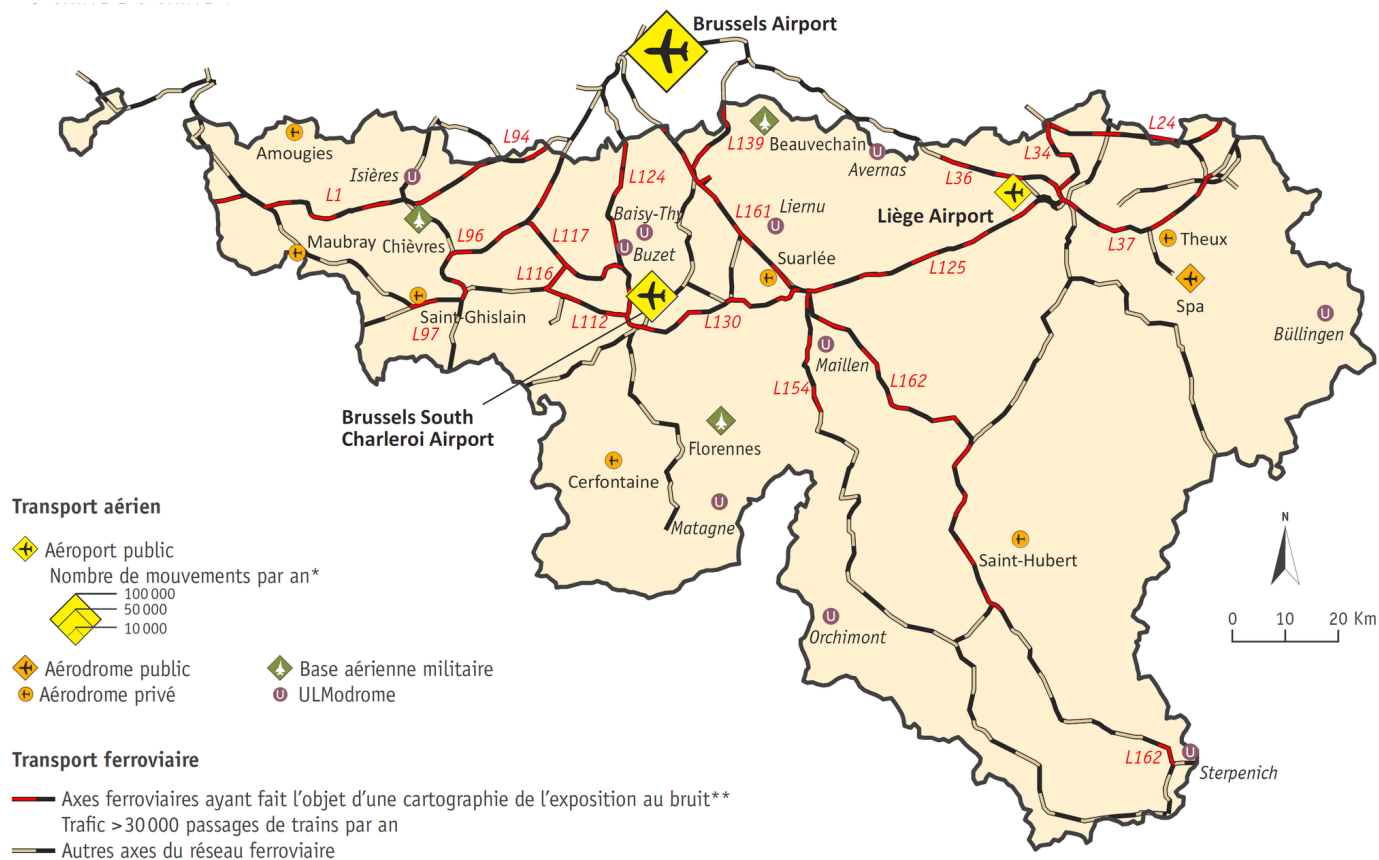 Brussels Airport
L94
L139
Beauvechain
L24
Amougies
L34
Avernas
Isières
L124
L36
L1
Baisy-Thy
L161
Liernu
Liège Airport
Maubray
Chièvres
L96
L117
Buzet
Suarlée
L37
Theux
L116
L125
Saint-Ghislain
Spa
L97
L112
L130
Büllingen
Maillen
L154
L162
Brussels South
Charleroi Airport
Florennes
Cerfontaine
Matagne
Transport aérien
Aéroport public
Nombre de mouvements par an*
100 000
50 000
10 000
Saint-Hubert
N
0 10 20 Km
Orchimont
Aérodrome public
Base aérienne militaire
Aérodrome privé
U ULModrome
L162
Sterpenich
Transport ferroviaire
Axes ferroviaires ayant fait l'objet d'une cartographie de l'exposition au bruit**
Trafic >30 000 passages de trains par an
Autres axes du réseau ferroviaire